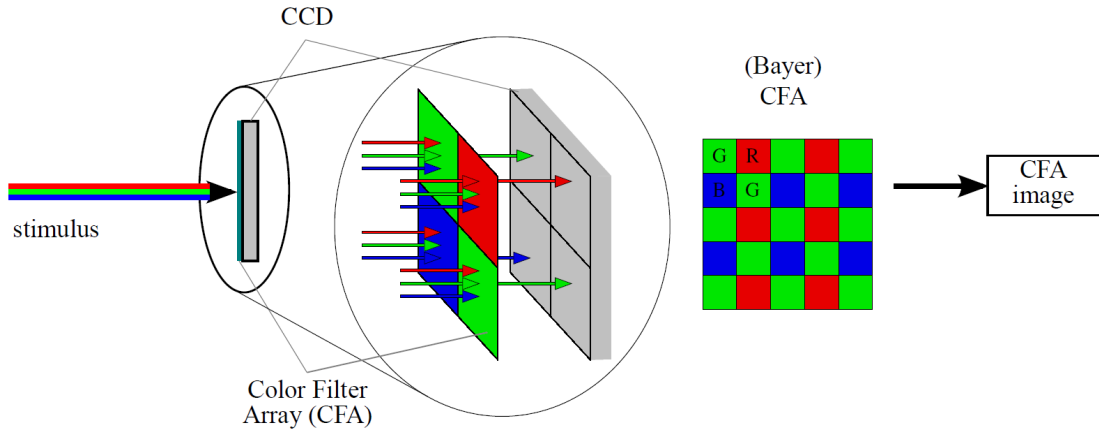 CCD
(Bayer)
CFA
G R
B G
CFA
image
stimulus
Color Filter
Array (CFA)